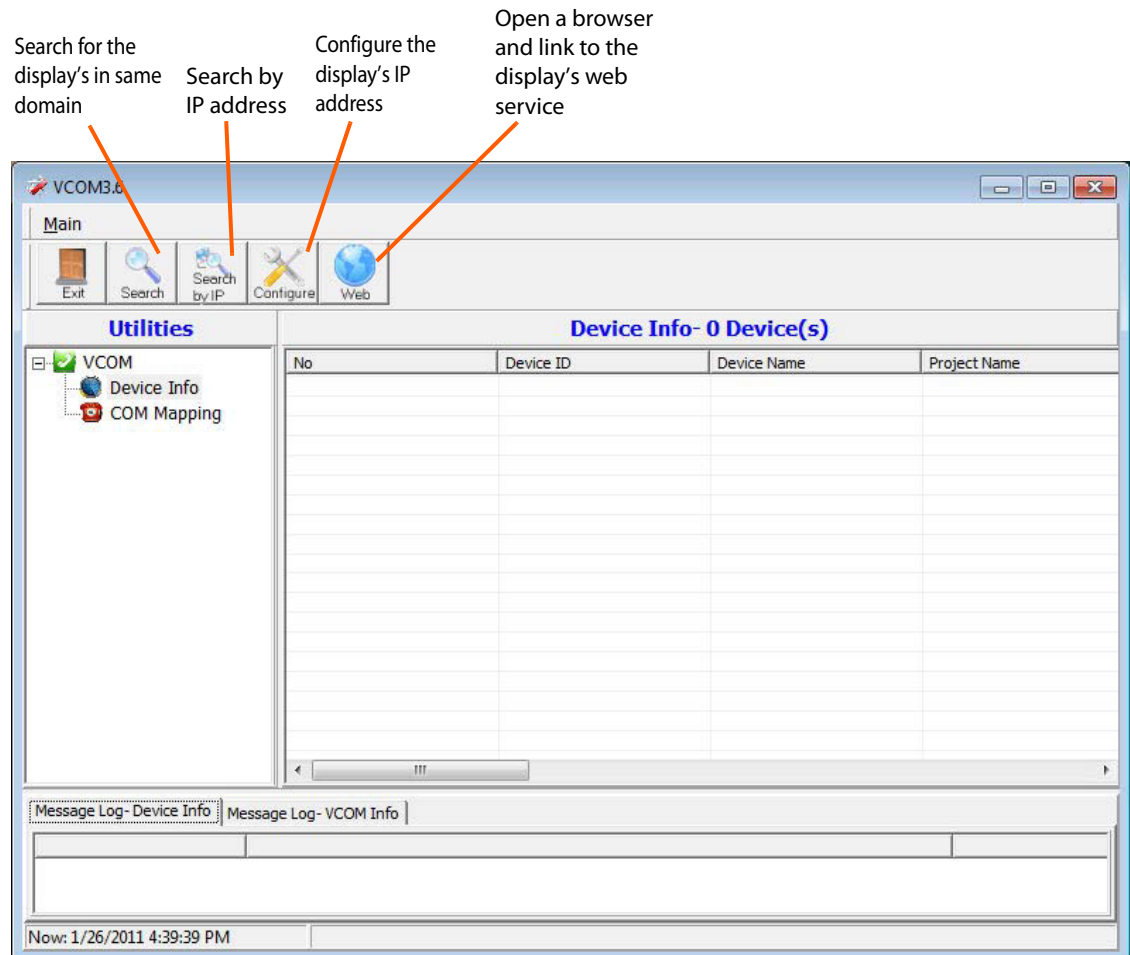 Open a browser
and link to the
display's web
service
Search for the
display's in same
domain
Search by
IP address
Configure the
display's IP
address
VCOM3.6
Main
Exit
Search
Search
by IP
Configure
Web
Utilities
Device Info- 0 Device(s)
VCOM
Device Info
COM Mapping
No
Device ID
Device Name
Project Name
Message Log- Device Info
Message Log- VCOM Info
Now: 1/26/2011 4:39:39 PM